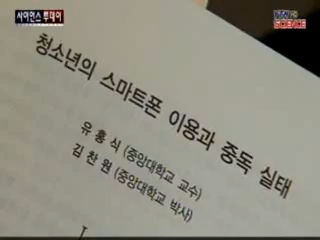 사이언스 투데이
YTN
SCIENCE
청소년의 스마트폰 이용과 중독 실태
유홍식 (중앙대학교 교수)
김찬원 (중앙대학교 박사)
I